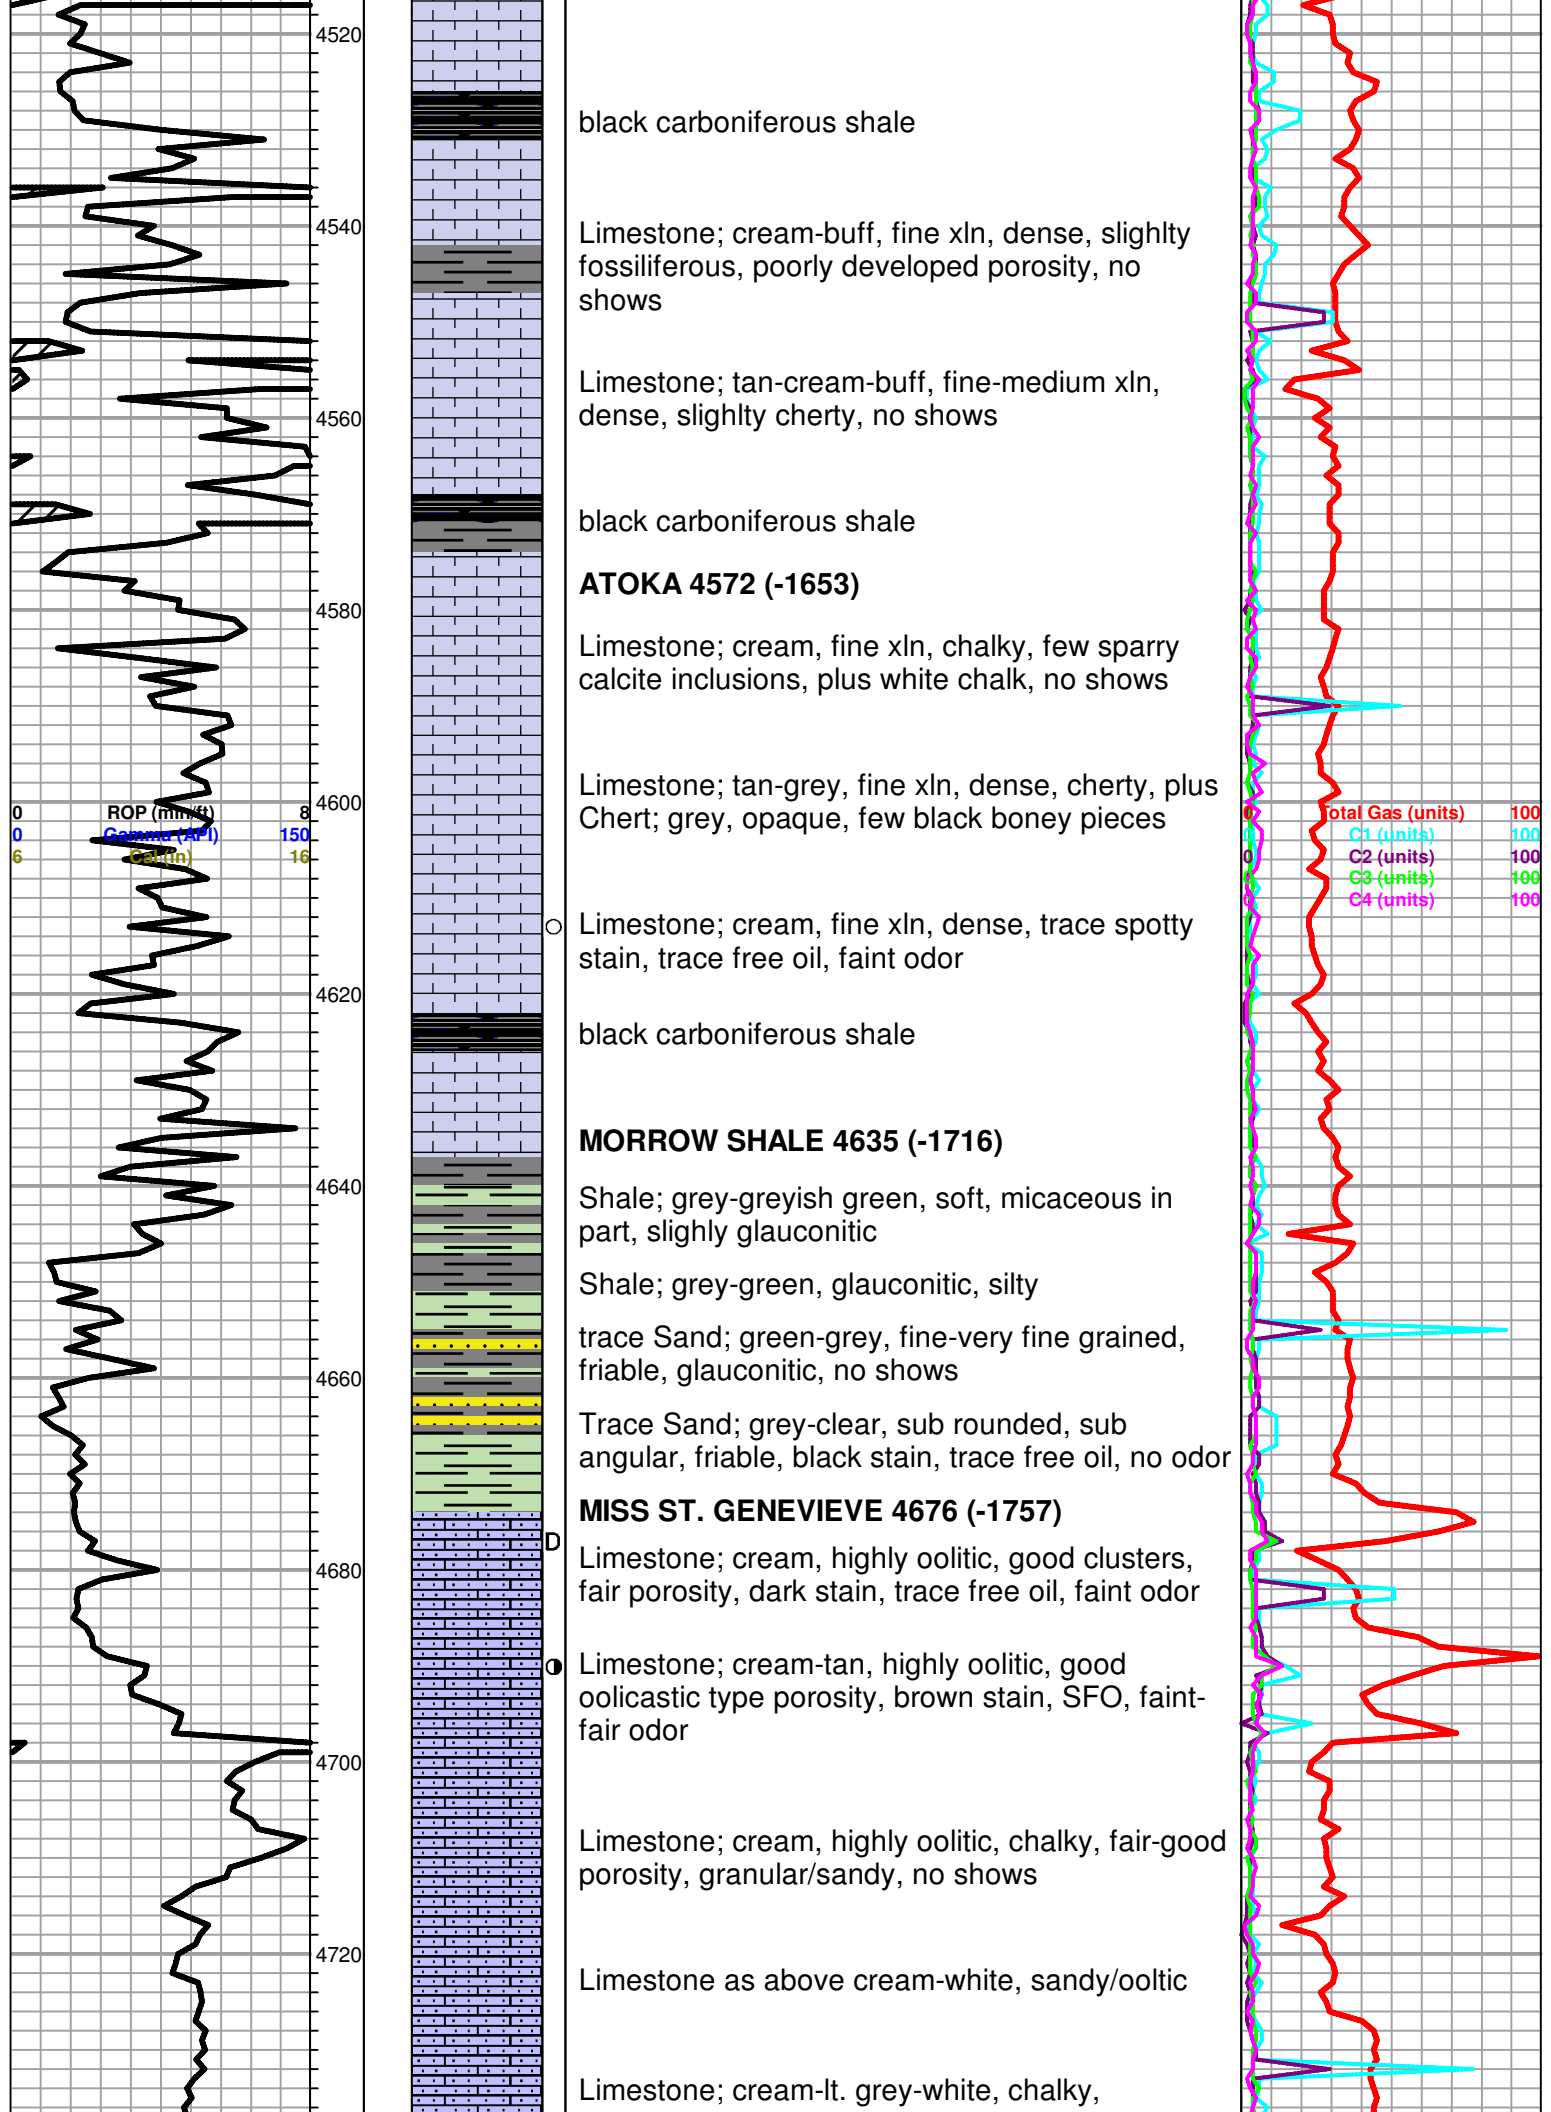 4520
black carboniferous shale
4540
Limestone; cream-buff, fine xln, dense, slighlty
fossiliferous, poorly developed porosity, no
shows
Limestone; tan-cream-buff, fine-medium xln,
dense, slighlty cherty, no shows
4560
black carboniferous shale
ATOKA 4572 (-1653)
4580
Limestone; cream, fine xln, chalky, few sparry
calcite inclusions, plus white chalk, no shows
Limestone; tan-grey, fine xln, dense, cherty, plus
Chert; grey, opaque, few black boney pieces
4600
0 ROP (min/ft) 8
0 Gamma (API) 150
6 Cal (in) 16
0 Total Gas (units) 100
0 C1 (units) 100
0 C2 (units) 100
0 C3 (units) 100
0 C4 (units) 100
Limestone; cream, fine xln, dense, trace spotty
stain, trace free oil, faint odor
4620
black carboniferous shale
MORROW SHALE 4635 (-1716)
4640
Shale; grey-greyish green, soft, micaceous in
part, slighly glauconitic
Shale; grey-green, glauconitic, silty
trace Sand; green-grey, fine-very fine grained,
friable, glauconitic, no shows
4660
Trace Sand; grey-clear, sub rounded, sub
angular, friable, black stain, trace free oil, no odor
MISS ST. GENEVIEVE 4676 (-1757)
D
Limestone; cream, highly oolitic, good clusters,
fair porosity, dark stain, trace free oil, faint odor
4680
Limestone; cream-tan, highly oolitic, good
oolicastic type porosity, brown stain, SFO, faint-
fair odor
4700
Limestone; cream, highly oolitic, chalky, fair-good
porosity, granular/sandy, no shows
4720
Limestone as above cream-white, sandy/ooltic
Limestone; cream-lt. grey-white, chalky,